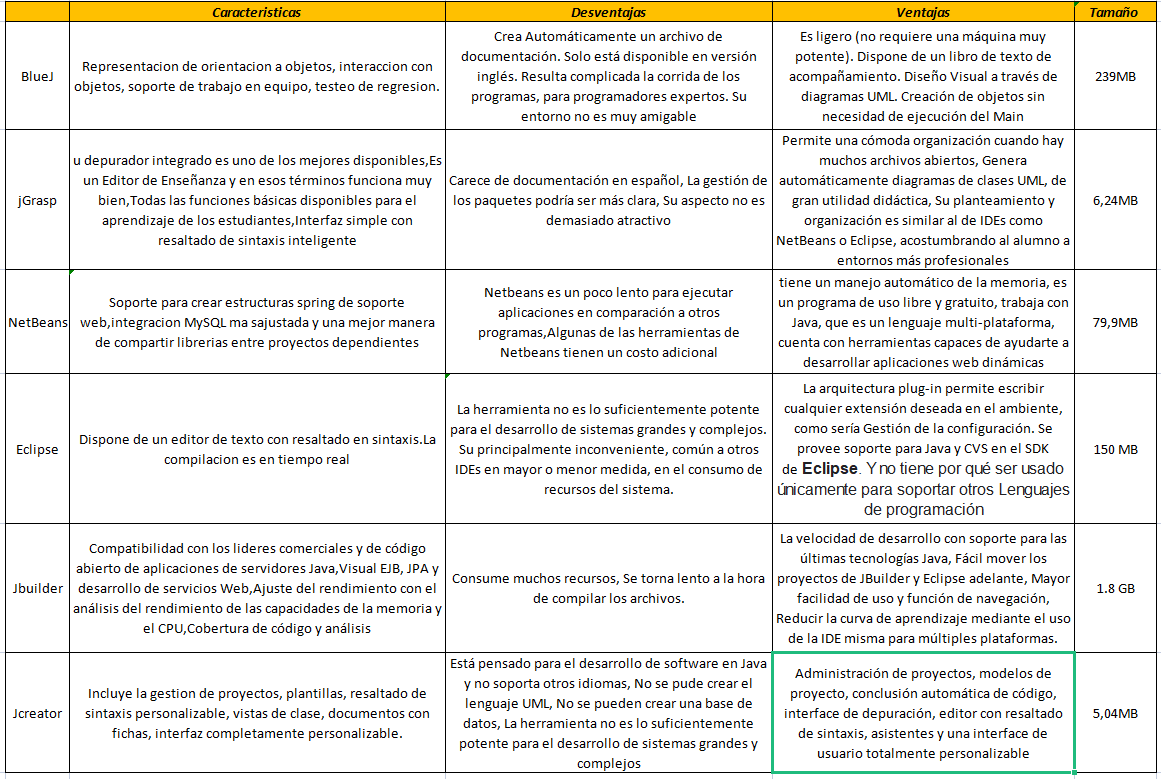 Caracteristicas
Desventajas
Ventajas
Tamaño
BlueJ
Representacion de orientacion a objetos, interaccion con
objetos, soporte de trabajo en equipo, testeo de regresion.
Crea Automáticamente un archivo de
documentación. Solo está disponible en versión
inglés. Resulta complicada la corrida de los
programas, para programadores expertos. Su
entorno no es muy amigable
Es ligero (no requiere una máquina muy
potente). Dispone de un libro de texto de
acompañamiento. Diseño Visual a través de
diagramas UML. Creación de objetos sin
necesidad de ejecución del Main
239MB
jGrasp
u depurador integrado es uno de los mejores disponibles,Es
un Editor de Enseñanza y en esos términos funciona muy
bien,Todas las funciones básicas disponibles para el
aprendizaje de los estudiantes,Interfaz simple con
resaltado de sintaxis inteligente
Carece de documentación en español, La gestión de
los paquetes podría ser más clara, Su aspecto no es
demasiado atractivo
Permite una cómoda organización cuando hay
muchos archivos abiertos, Genera
automáticamente diagramas de clases UML, de
gran utilidad didáctica, Su planteamiento y
organización es similar al de IDEs como
NetBeans o Eclipse, acostumbrando al alumno a
entornos más profesionales
6,24MB
NetBeans
Soporte para crear estructuras spring de soporte
web,integracion MySQL ma sajustada y una mejor manera
de compartir librerias entre proyectos dependientes
Netbeans es un poco lento para ejecutar
aplicaciones en comparación a otros
programas,Algunas de las herramientas de
Netbeans tienen un costo adicional
tiene un manejo automático de la memoria, es
un programa de uso libre y gratuito, trabaja con
Java, que es un lenguaje multi-plataforma,
cuenta con herramientas capaces de ayudarte a
desarrollar aplicaciones web dinámicas
79,9MB
Eclipse
Dispone de un editor de texto con resaltado en sintaxis.La
compilacion es en tiempo real
La herramienta no es lo suficientemente potente
para el desarrollo de sistemas grandes y complejos.
Su principalmente inconveniente, común a otros
IDEs en mayor o menor medida, en el consumo de
recursos del sistema.
La arquitectura plug-in permite escribir
cualquier extensión deseada en el ambiente,
como sería Gestión de la configuración. Se
provee soporte para Java y CVS en el SDK
de Eclipse. Y no tiene por qué ser usado
únicamente para soportar otros Lenguajes
de programación
150 MB
Jbuilder
Compatibilidad con los lideres comerciales y de código
abierto de aplicaciones de servidores Java,Visual EJB, JPA y
desarrollo de servicios Web,Ajuste del rendimiento con el
análisis del rendimiento de las capacidades de la memoria y
el CPU,Cobertura de código y análisis
Consume muchos recursos, Se torna lento a la hora
de compilar los archivos.
La velocidad de desarrollo con soporte para las
últimas tecnologías Java, Fácil mover los
proyectos de JBuilder y Eclipse adelante, Mayor
facilidad de uso y función de navegación,
Reducir la curva de aprendizaje mediante el uso
de la IDE misma para múltiples plataformas.
1.8 GB
Jcreator
Incluye la gestion de proyectos, plantillas, resaltado de
sintaxis personalizable, vistas de clase, documentos con
fichas, interfaz completamente personalizable.
Está pensado para el desarrollo de software en Java
y no soporta otros idiomas, No se pude crear el
lenguaje UML, No se pueden crear una base de
datos, La herramienta no es lo suficientemente
potente para el desarrollo de sistemas grandes y
complejos
Administración de proyectos, modelos de
proyecto, conclusión automática de código,
interface de depuración, editor con resaltado
de sintaxis, asistentes y una interface de
usuario totalmente personalizable
5,04MB